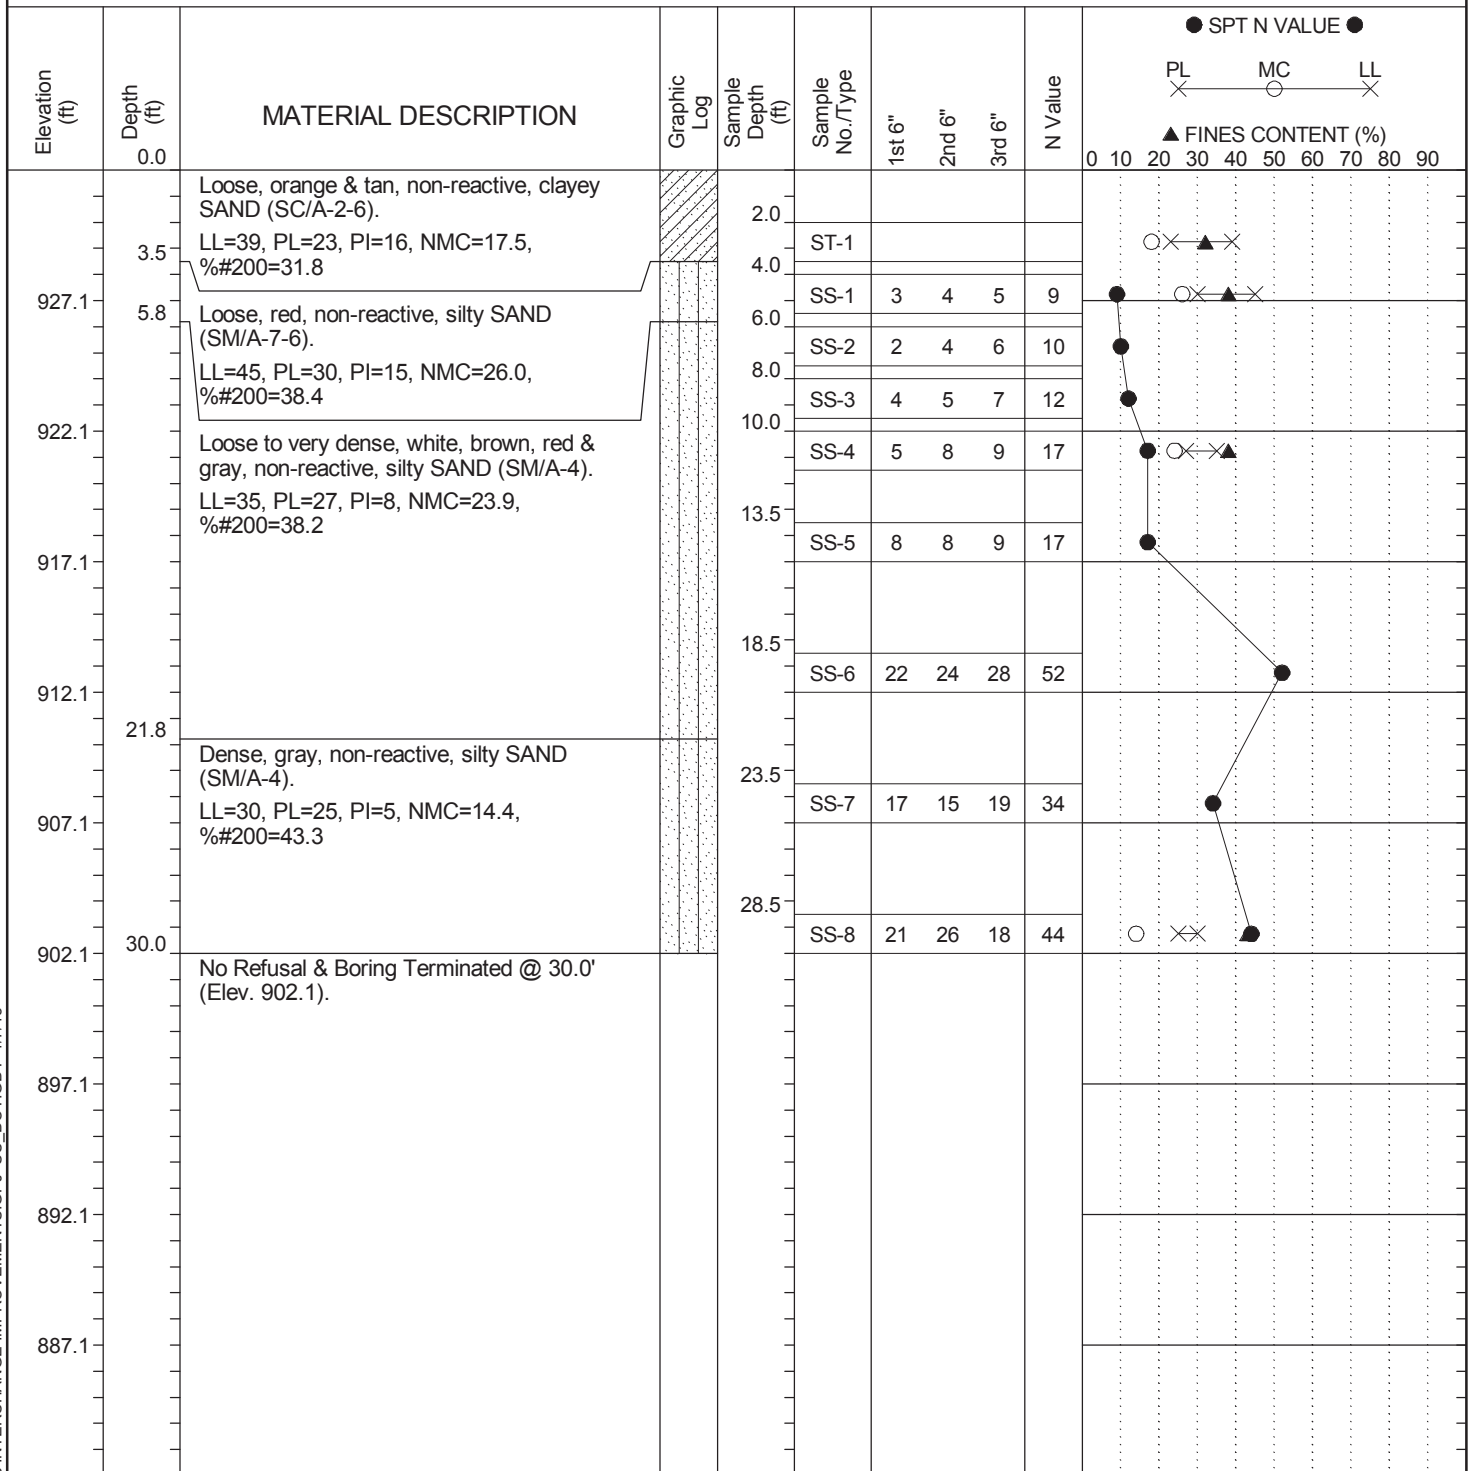 ● SPT N VALUE ●
PL MC LL
▲ FINES CONTENT (%)
0 10 20 30 40 50 60 70 80 90
Elevation
(ft)
Depth
(ft)
0.0
MATERIAL DESCRIPTION
Graphic
Log
Sample
Depth
(ft)
Sample
No./Type
1st 6"
2nd 6"
3rd 6"
N Value
Loose, orange & tan, non-reactive, clayey
SAND (SC/A-2-6).
2.0
LL=39, PL=23, PI=16, NMC=17.5,
%#200=31.8
3.5
ST-1
4.0
927.1
SS-1 3 4 5 9
5.8
Loose, red, non-reactive, silty SAND
(SM/A-7-6).
6.0
SS-2 2 4 6 10
LL=45, PL=30, PI=15, NMC=26.0,
%#200=38.4
8.0
SS-3 4 5 7 12
10.0
922.1
Loose to very dense, white, brown, red &
gray, non-reactive, silty SAND (SM/A-4).
SS-4 5 8 9 17
LL=35, PL=27, PI=8, NMC=23.9,
%#200=38.2
13.5
SS-5 8 8 9 17
917.1
18.5
SS-6 22 24 28 52
912.1
21.8
Dense, gray, non-reactive, silty SAND
(SM/A-4).
23.5
LL=30, PL=25, PI=5, NMC=14.4,
%#200=43.3
SS-7 17 15 19 34
907.1
28.5
SS-8 21 26 18 44
30.0
902.1
No Refusal & Boring Terminated @ 30.0'
(Elev. 902.1).
897.1
892.1
887.1